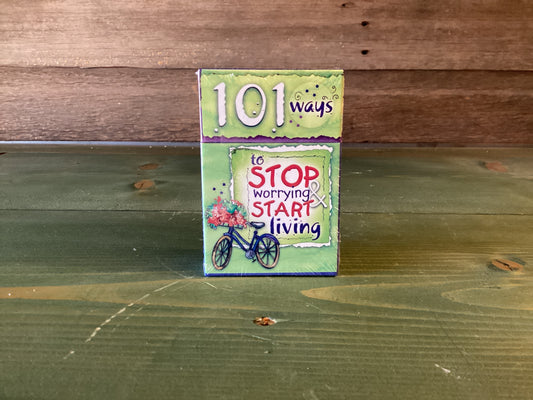 101 ways
to
STOP
worrying
& START
living